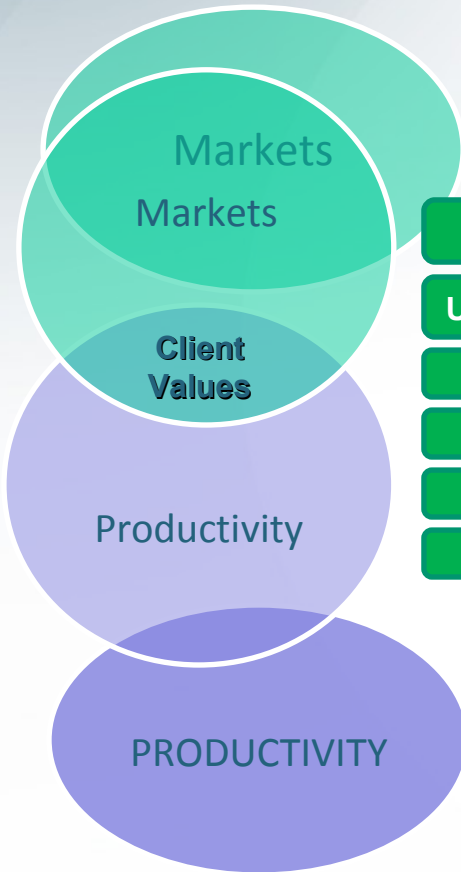 Markets
Markets
U
Client
Values
Productivity
PRODUCTIVITY